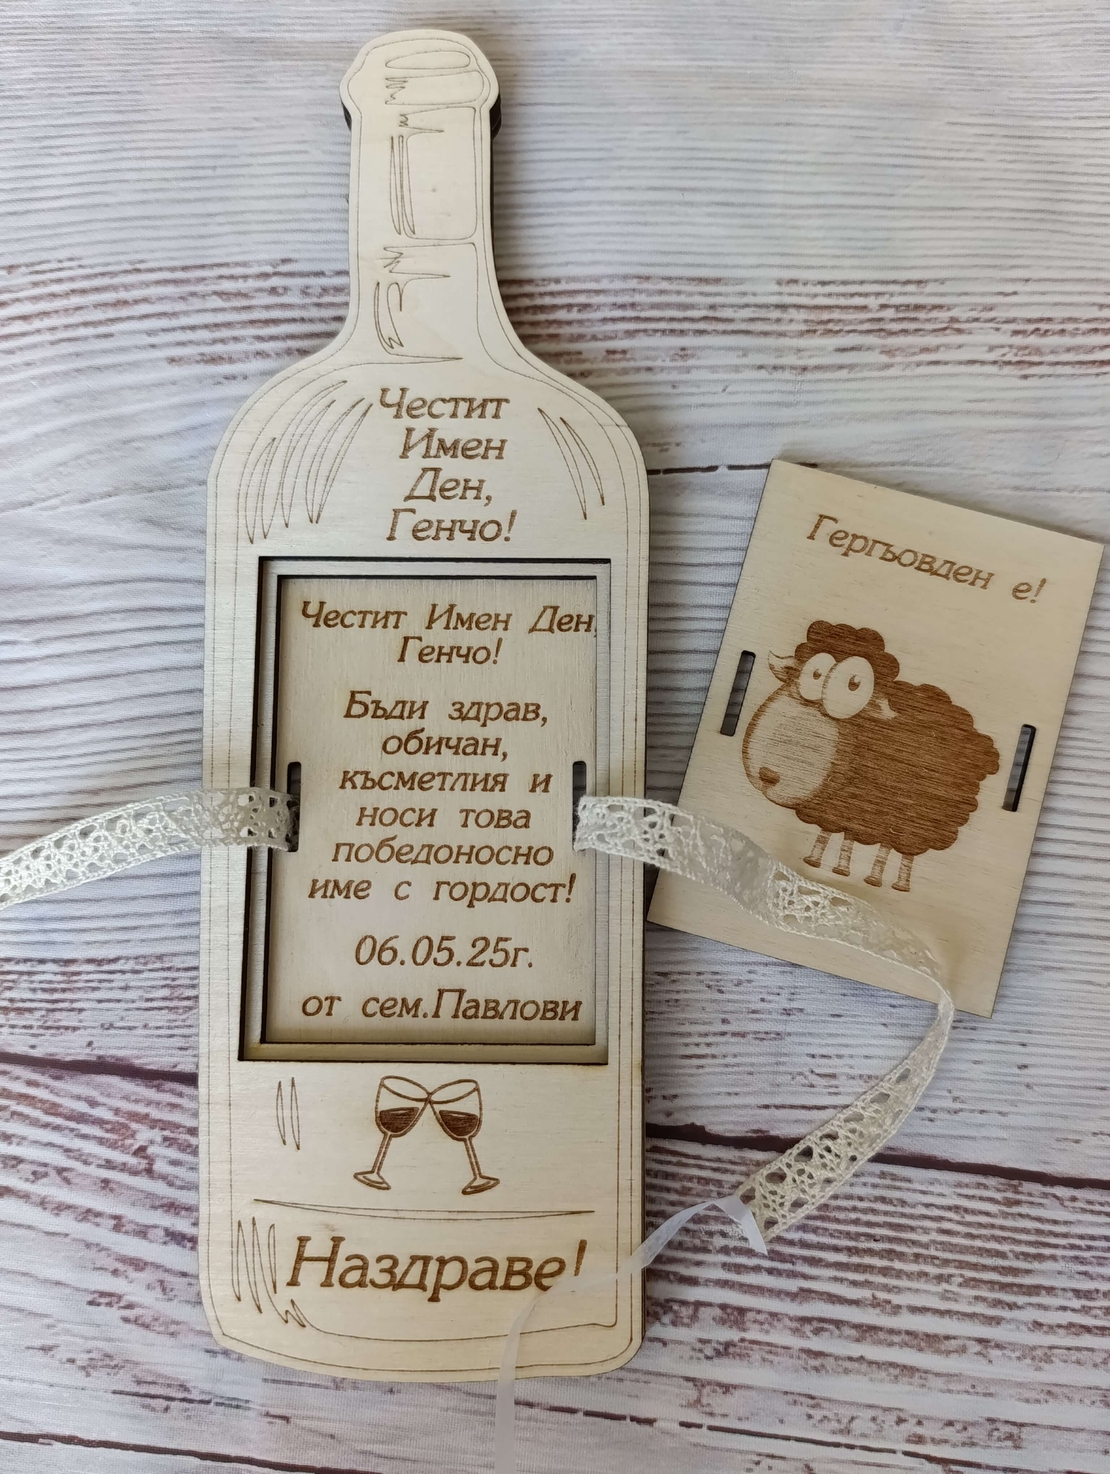 Честит
Имен
Ден,
Генчо!
Честит Имен Ден,
Генчо!
Бъди здрав,
обичан,
късметлия и
носи това
победоносно
име с гордост!
06.05.25г.
от сем.Павлови
Наздраве!
Гергьовден е!